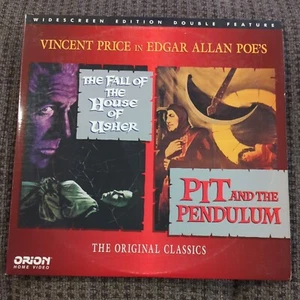 WIDESCREEN EDITION DOUBLE FEATURE
VINCENT PRICE IN EDGAR ALLAN POE'S
THE FALL OF
THE
HOUSE
OF
USHER
PIT AND THE
PENDULUM
THE ORIGINAL CLASSICS
ORION
HOME VIDEO